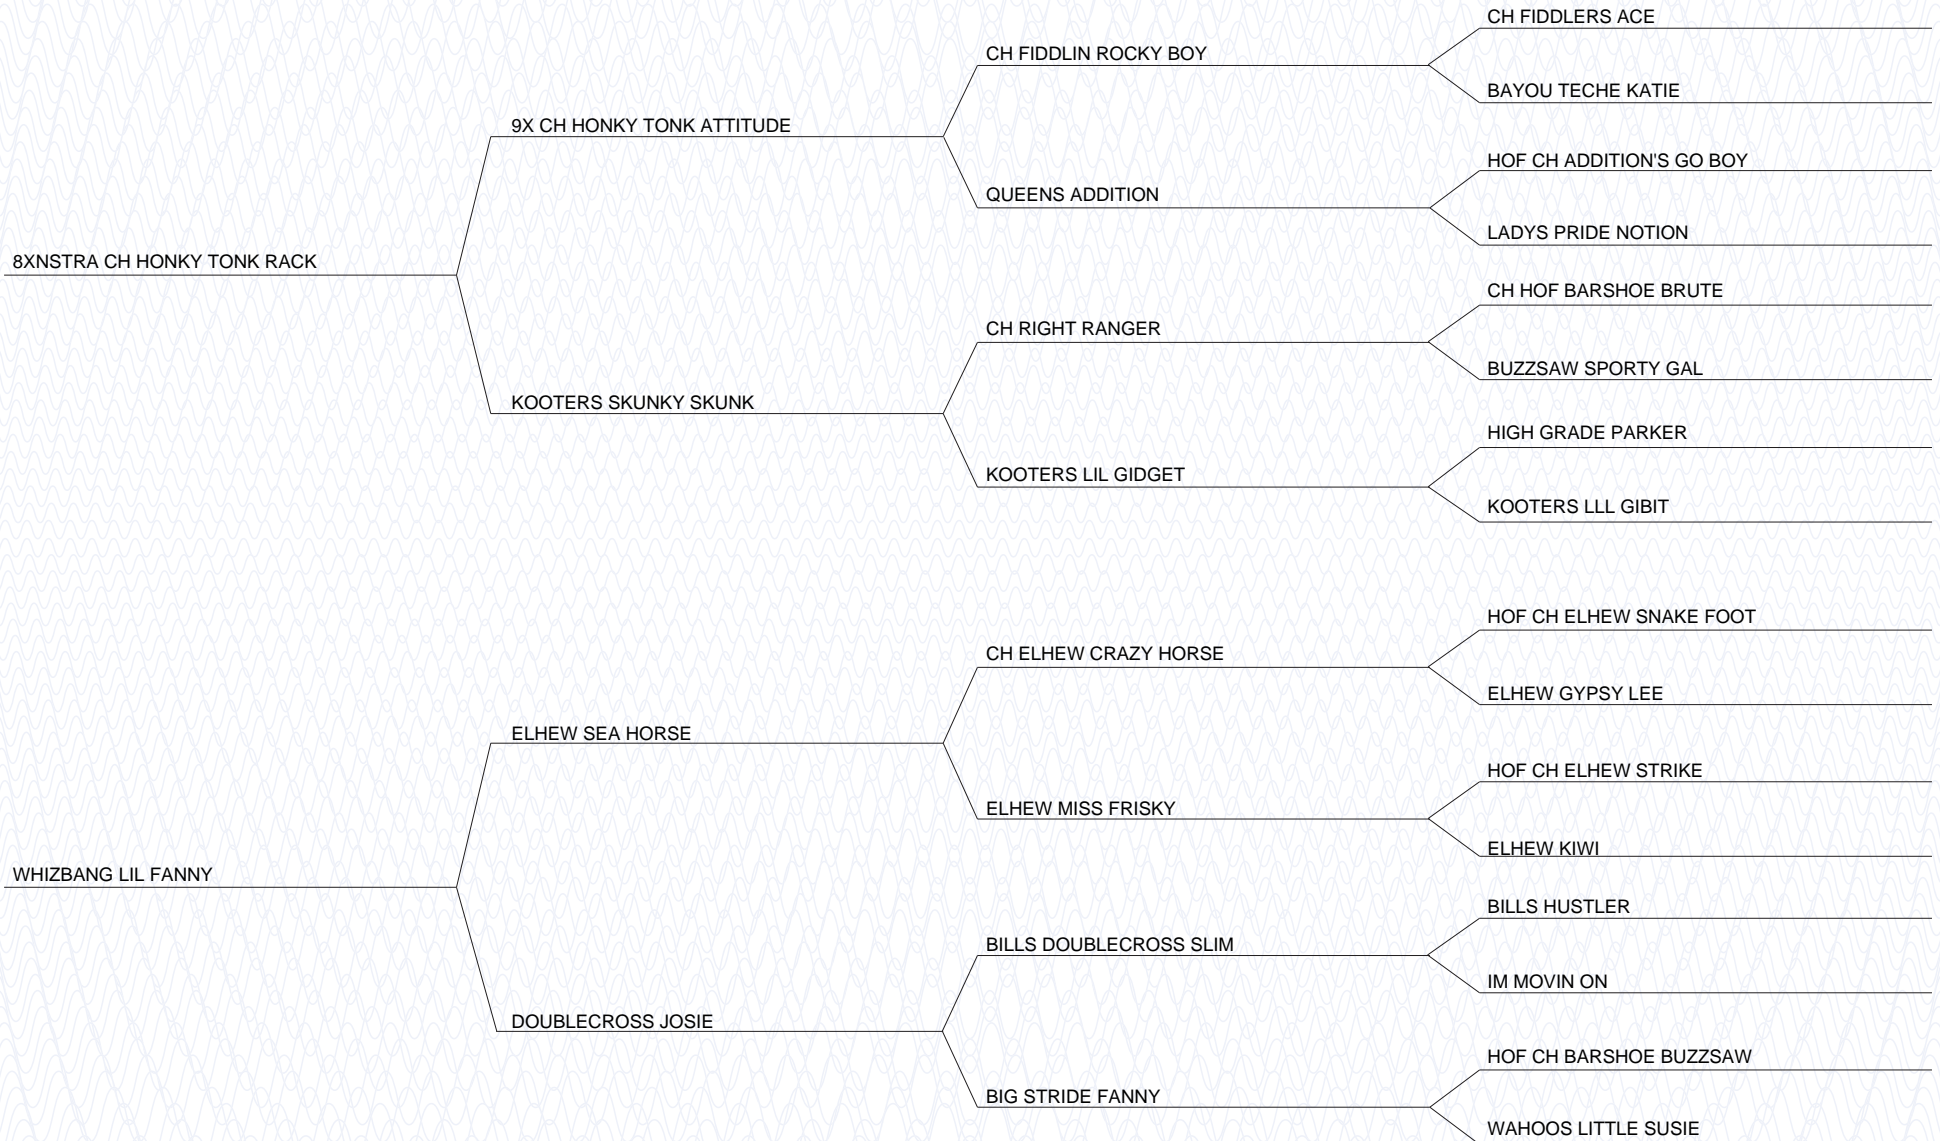 CH FIDDLERS ACE
CH FIDDLIN ROCKY BOY
BAYOU TECHE KATIE
9X CH HONKY TONK ATTITUDE
HOF CH ADDITION'S GO BOY
QUEENS ADDITION
LADYS PRIDE NOTION
8XNSTRA CH HONKY TONK RACK
CH HOF BARSHOE BRUTE
CH RIGHT RANGER
BUZZSAW SPORTY GAL
KOOTERS SKUNKY SKUNK
HIGH GRADE PARKER
KOOTERS LIL GIDGET
KOOTERS LLL GIBIT
HOF CH ELHEW SNAKE FOOT
CH ELHEW CRAZY HORSE
ELHEW GYPSY LEE
ELHEW SEA HORSE
HOF CH ELHEW STRIKE
ELHEW MISS FRISKY
ELHEW KIWI
WHIZBANG LIL FANNY
BILLS HUSTLER
BILLS DOUBLECROSS SLIM
IM MOVIN ON
DOUBLECROSS JOSIE
HOF CH BARSHOE BUZZSAW
BIG STRIDE FANNY
WAHOOS LITTLE SUSIE